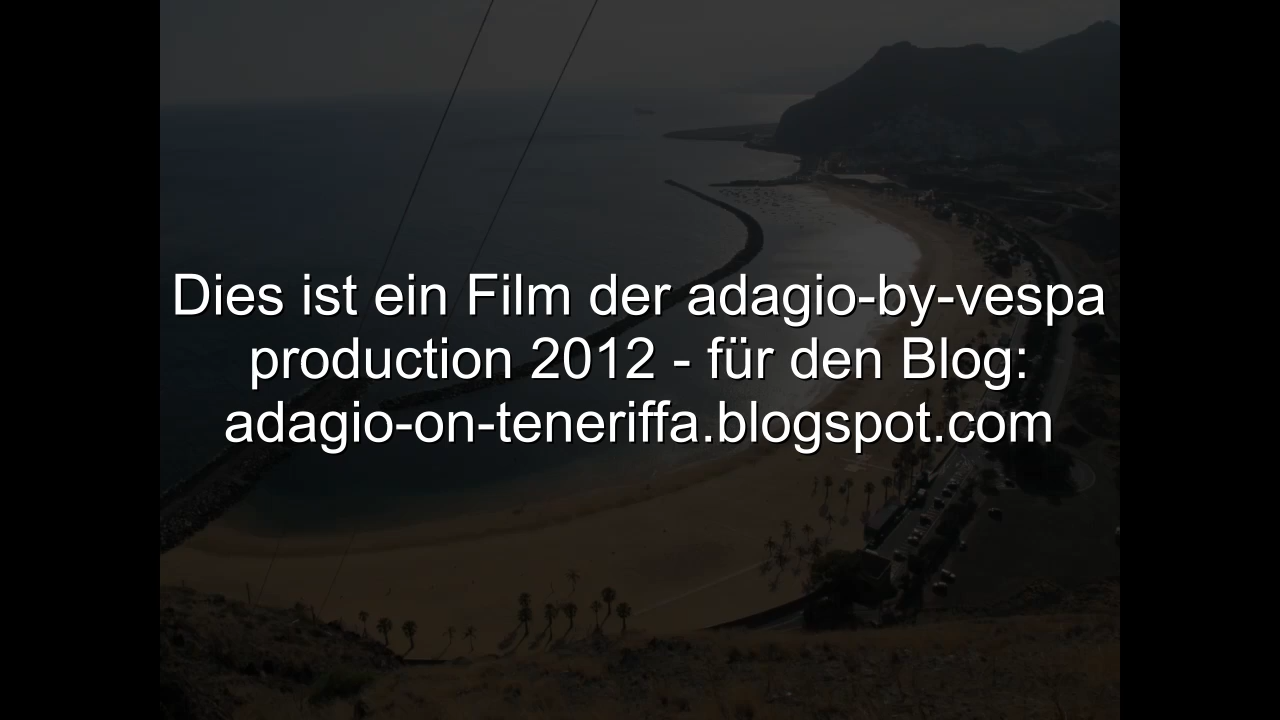 Dies ist ein Film der adagio-by-vespa
production 2012 - für den Blog:
adagio-on-teneriffa.blogspot.com